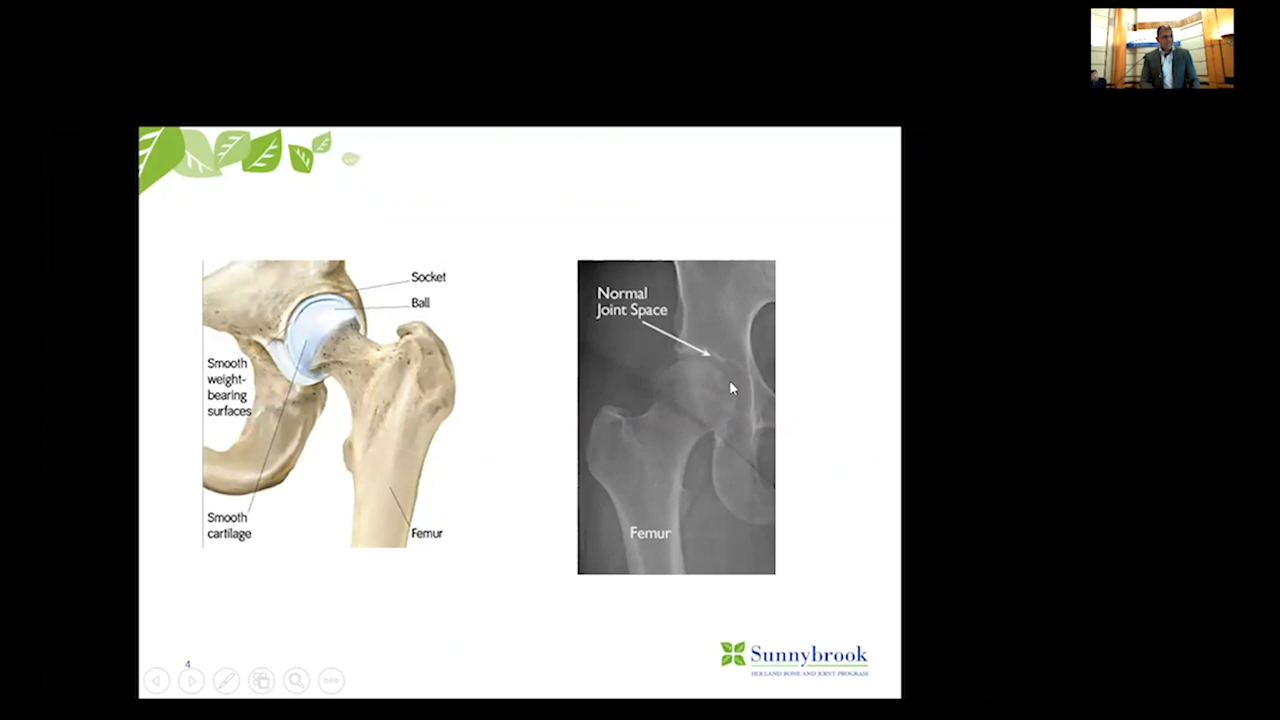 Socket
Ball
Smooth
weight-
bearing
surfaces
Smooth
cartilage
Femur
Normal
Joint Space
Femur
4
Sunnybrook
HOLLAND BONE AND JOINT PROGRAM